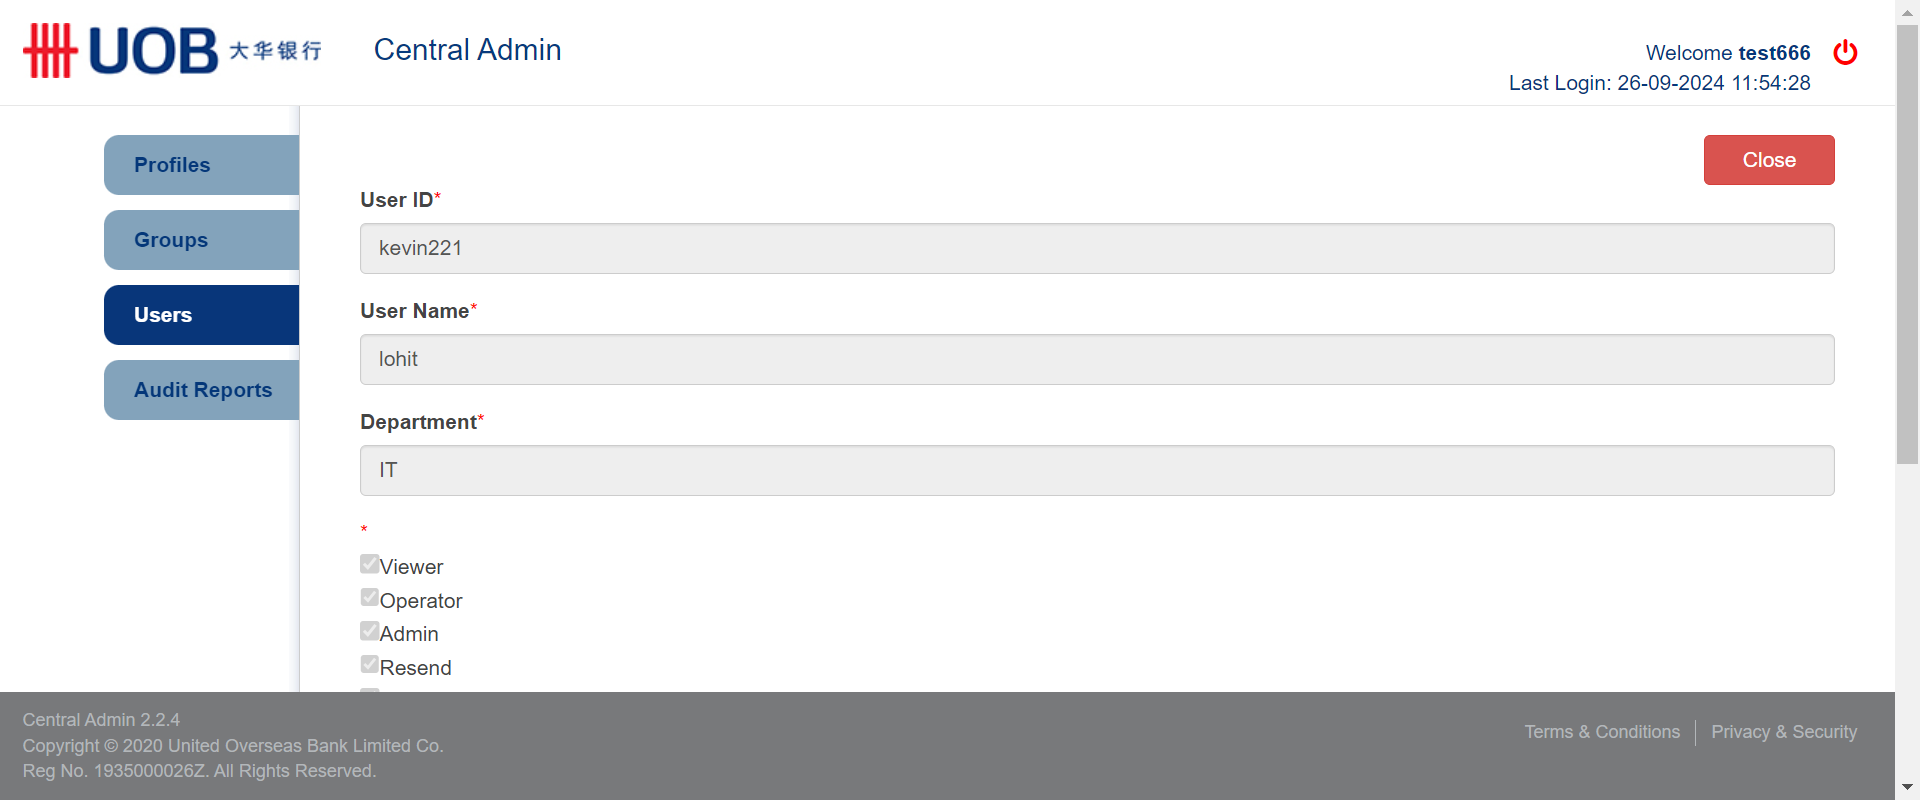 UOB 大华银行
Central Admin
Welcome test666
Last Login: 26-09-2024 11:54:28
Profiles
Groups
Users
Audit Reports
Close
User ID*
kevin221
User Name*
lohit
Department*
IT
*
Viewer
Operator
Admin
Resend
Central Admin 2.2.4
Copyright © 2020 United Overseas Bank Limited Co.
Reg No. 1935000026Z. All Rights Reserved.
Terms & Conditions
Privacy & Security